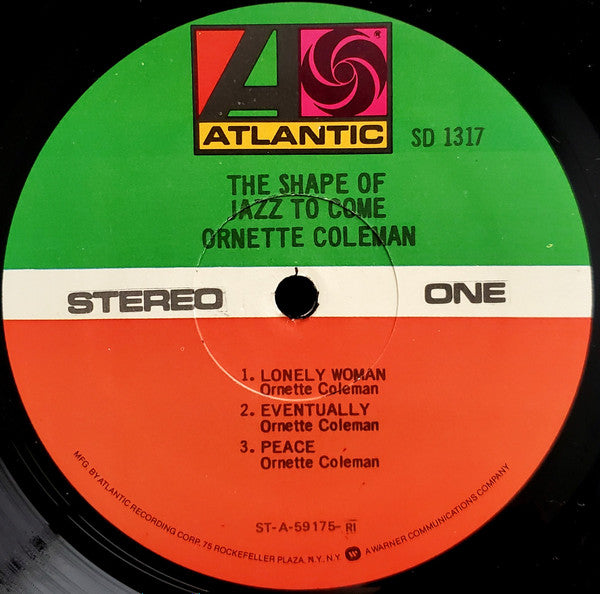 ATLANTIC
SD 1317
THE SHAPE OF
JAZZ TO COME
ORNETTE COLEMAN
STEREO
ONE
1. LONELY WOMAN
Ornette Coleman
2. EVENTUALLY
Ornette Coleman
3. PEACE
Ornette Coleman
ST-A-59175- RI
MFG. BY ATLANTIC RECORDING CORP. 75 ROCKEFELLER PLAZA, N.Y. N.Y. W A WARNER COMMUNICATIONS COMPANY